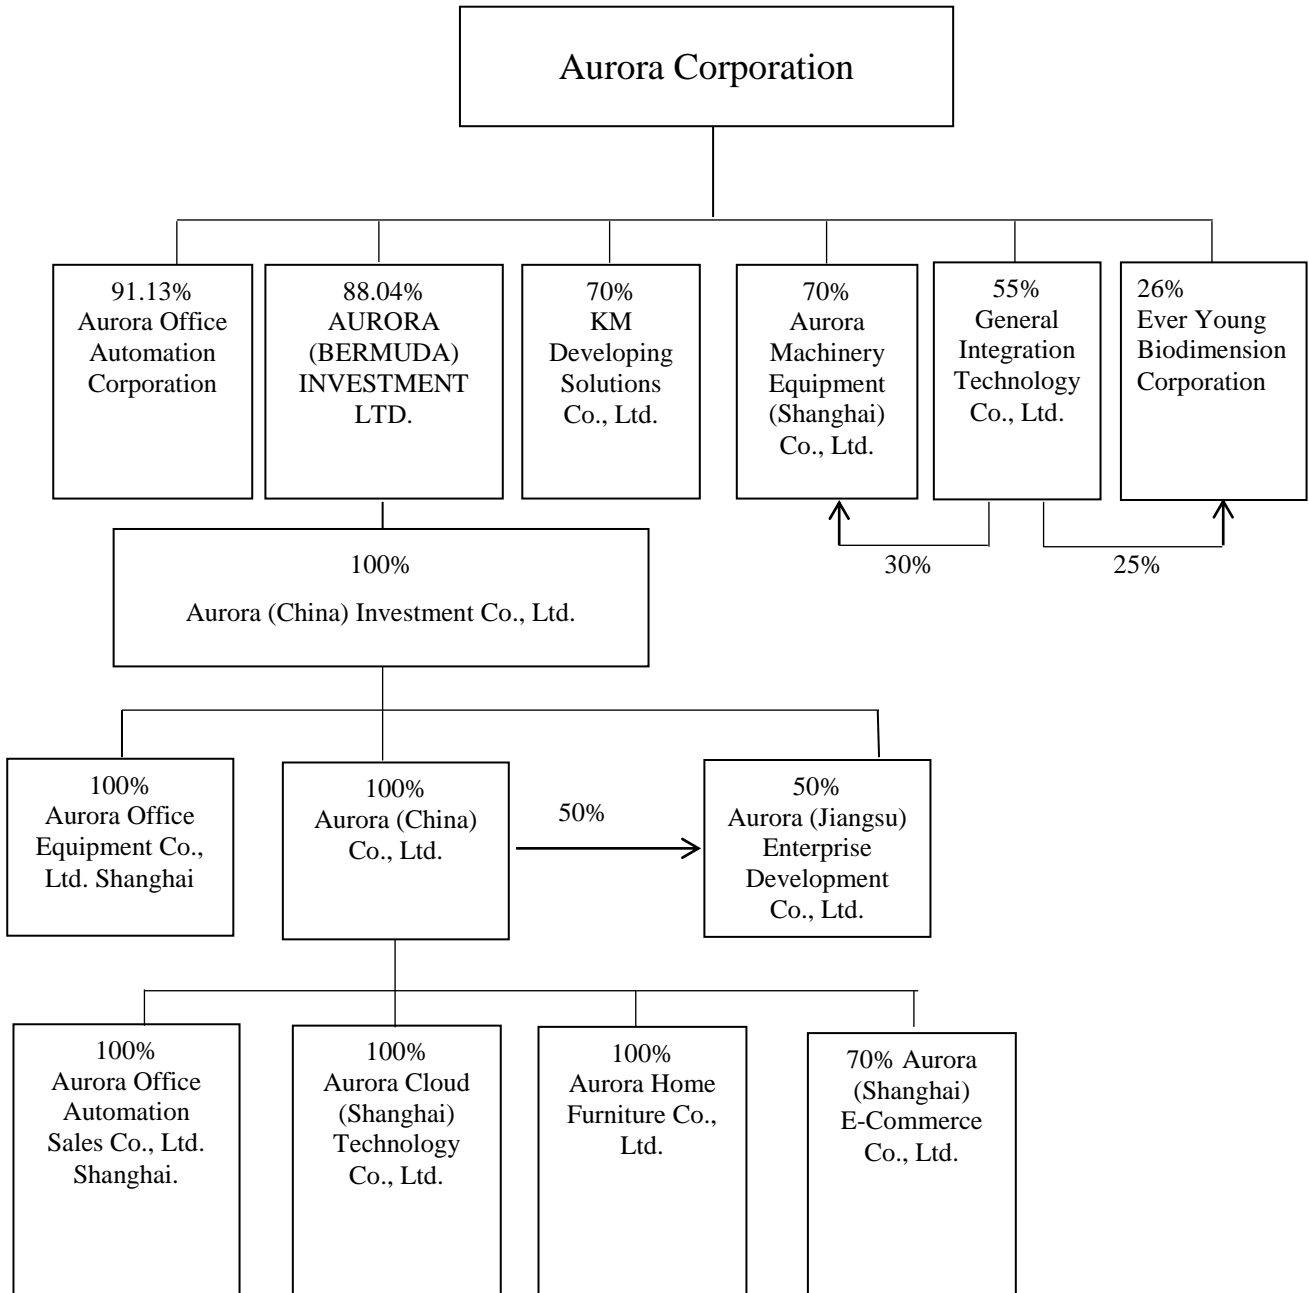 Aurora Corporation
91.13%
Aurora Office
Automation
Corporation
88.04%
AURORA
(BERMUDA)
INVESTMENT
LTD.
70%
KM
Developing
Solutions
Co., Ltd.
70%
Aurora
Machinery
Equipment
(Shanghai)
Co., Ltd.
55%
General
Integration
Technology
Co., Ltd.
26%
Ever Young
Biodimension
Corporation
30%
25%
100%
Aurora (China) Investment Co., Ltd.
100%
Aurora Office
Equipment Co.,
Ltd. Shanghai
100%
Aurora (China)
Co., Ltd.
50%
50%
Aurora (Jiangsu)
Enterprise
Development
Co., Ltd.
100%
Aurora Office
Automation
Sales Co., Ltd.
Shanghai.
100%
Aurora Cloud
(Shanghai)
Technology
Co., Ltd.
100%
Aurora Home
Furniture Co.,
Ltd.
70% Aurora
(Shanghai)
E-Commerce
Co., Ltd.